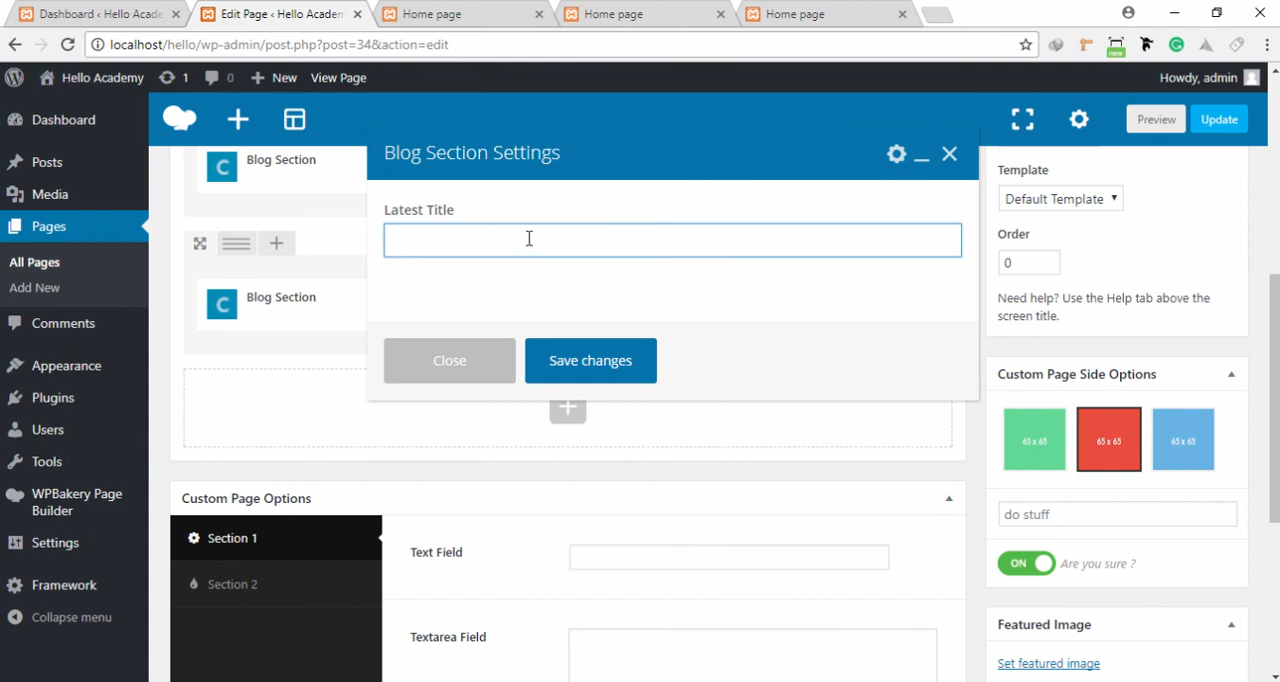 Dashboard ‹ Hello Acade
Edit Page ‹ Hello Academ
Home page
Home page
Home page
localhost/hello/wp-admin/post.php?post=34&action=edit
new
Hello Academy
1
0
New
View Page
Howdy, admin
Preview
Update
Dashboard
Posts
Media
Pages
All Pages
Add New
Comments
Appearance
Plugins
Users
Tools
WPBakery Page
Builder
Settings
Framework
Collapse menu
C
Blog Section
C
Blog Section
Blog Section Settings
Latest Title
Close
Save changes
Custom Page Options
Section 1
Section 2
Text Field
Textarea Field
Template
Default Template
Order
0
Need help? Use the Help tab above the
screen title.
Custom Page Side Options
65 x 65
65 x 65
65 x 65
do stuff
ON
Are you sure ?
Featured Image
Set featured image